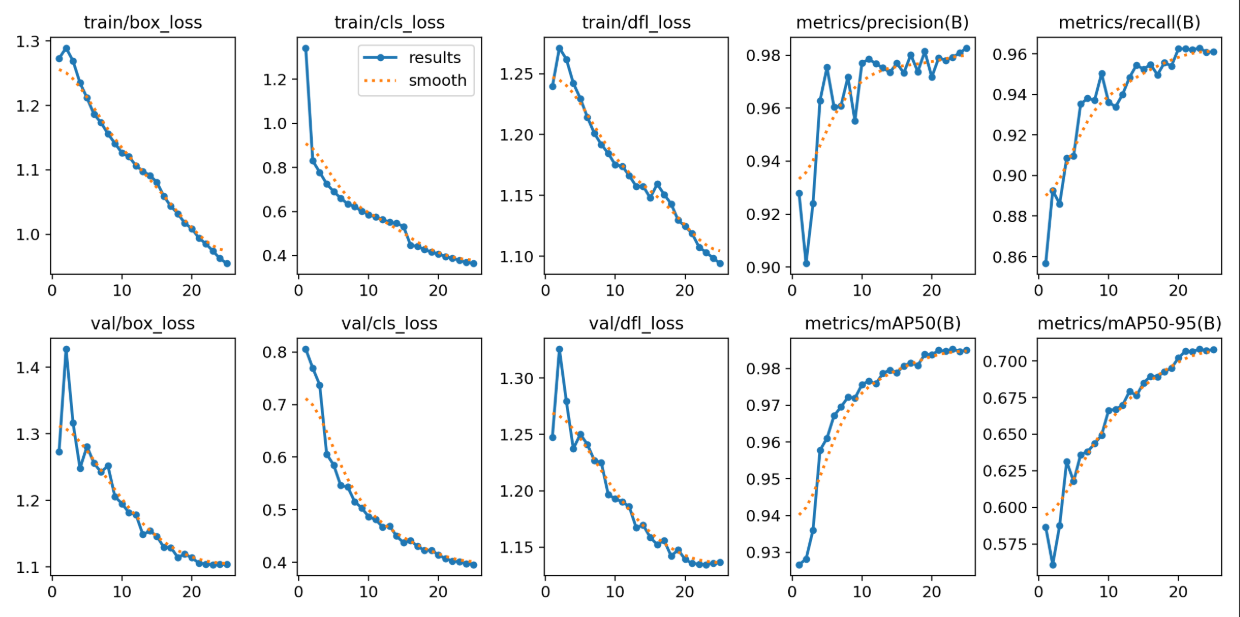 train/box_loss
train/cls_loss
train/dfl_loss
metrics/precision(B)
metrics/recall(B)
1.3
1.2
1.1
1.0
0 10 20
results
smooth
1.2
1.0
0.8
0.6
0.4
0 10 20
1.25
1.20
1.15
1.10
0 10 20
0.98
0.96
0.94
0.92
0.90
0 10 20
0.96
0.94
0.92
0.90
0.88
0.86
0 10 20
val/box_loss
val/cls_loss
val/dfl_loss
metrics/mAP50(B)
metrics/mAP50-95(B)
1.4
1.3
1.2
1.1
0 10 20
0.8
0.7
0.6
0.5
0.4
0 10 20
1.30
1.25
1.20
1.15
0 10 20
0.98
0.97
0.96
0.95
0.94
0.93
0 10 20
0.700
0.675
0.650
0.625
0.600
0.575
0 10 20